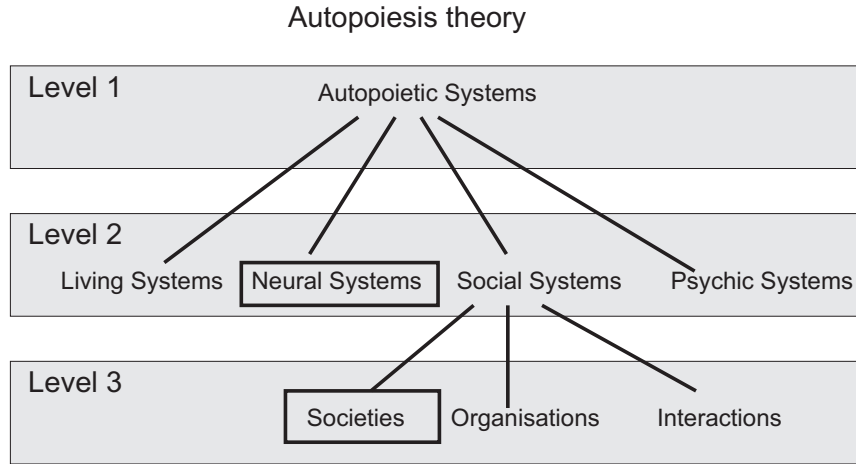 Autopoiesis theory
Level 1
Autopoietic Systems
Level 2
Living Systems Neural Systems Social Systems Psychic Systems
Level 3
Societies Organisations Interactions